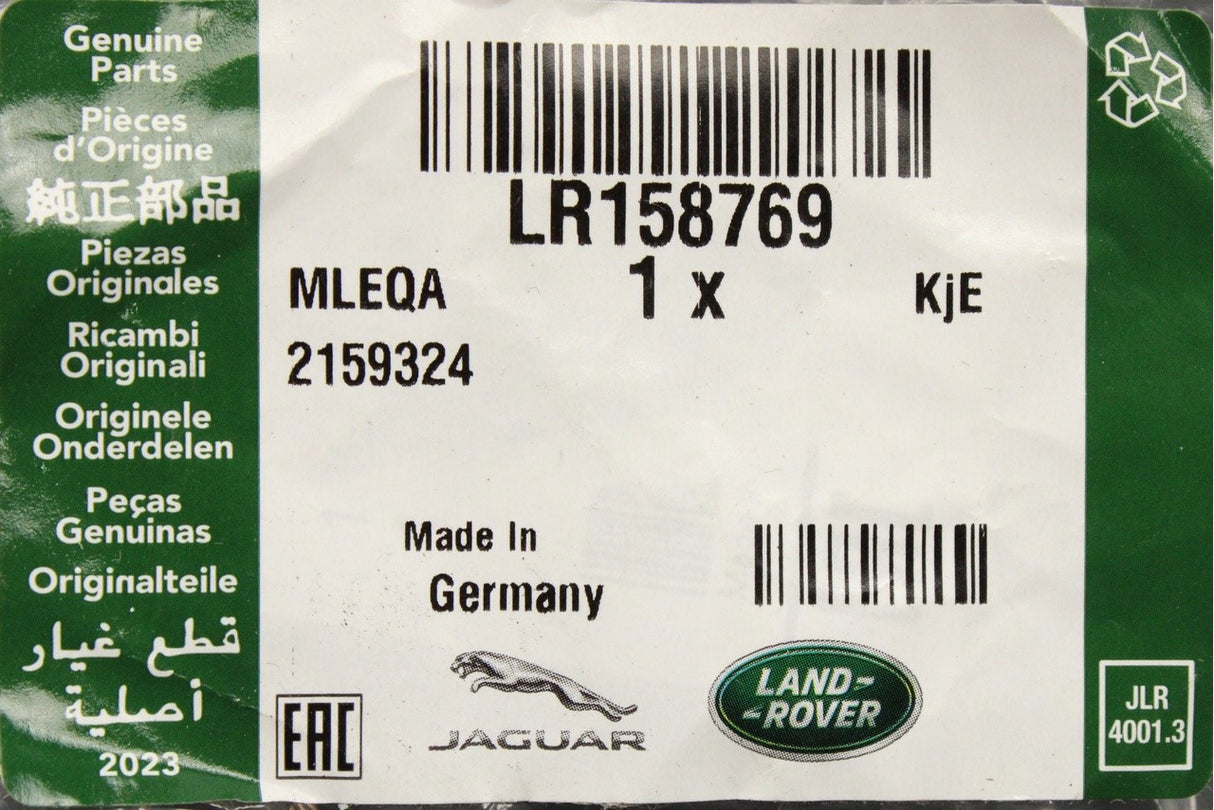 Genuine
Parts
Pièces
d'Origine
純正部品
Piezas
Originales
Ricambi
Originali
Originele
Onderdelen
Peças
Genuinas
Originalteile
قطع غيار
أصلية
2023
LR158769
MLEQA 1 x KjE
2159324
Made In
Germany
EAC
JAGUAR
LAND-
-ROVER
JLR
4001.3